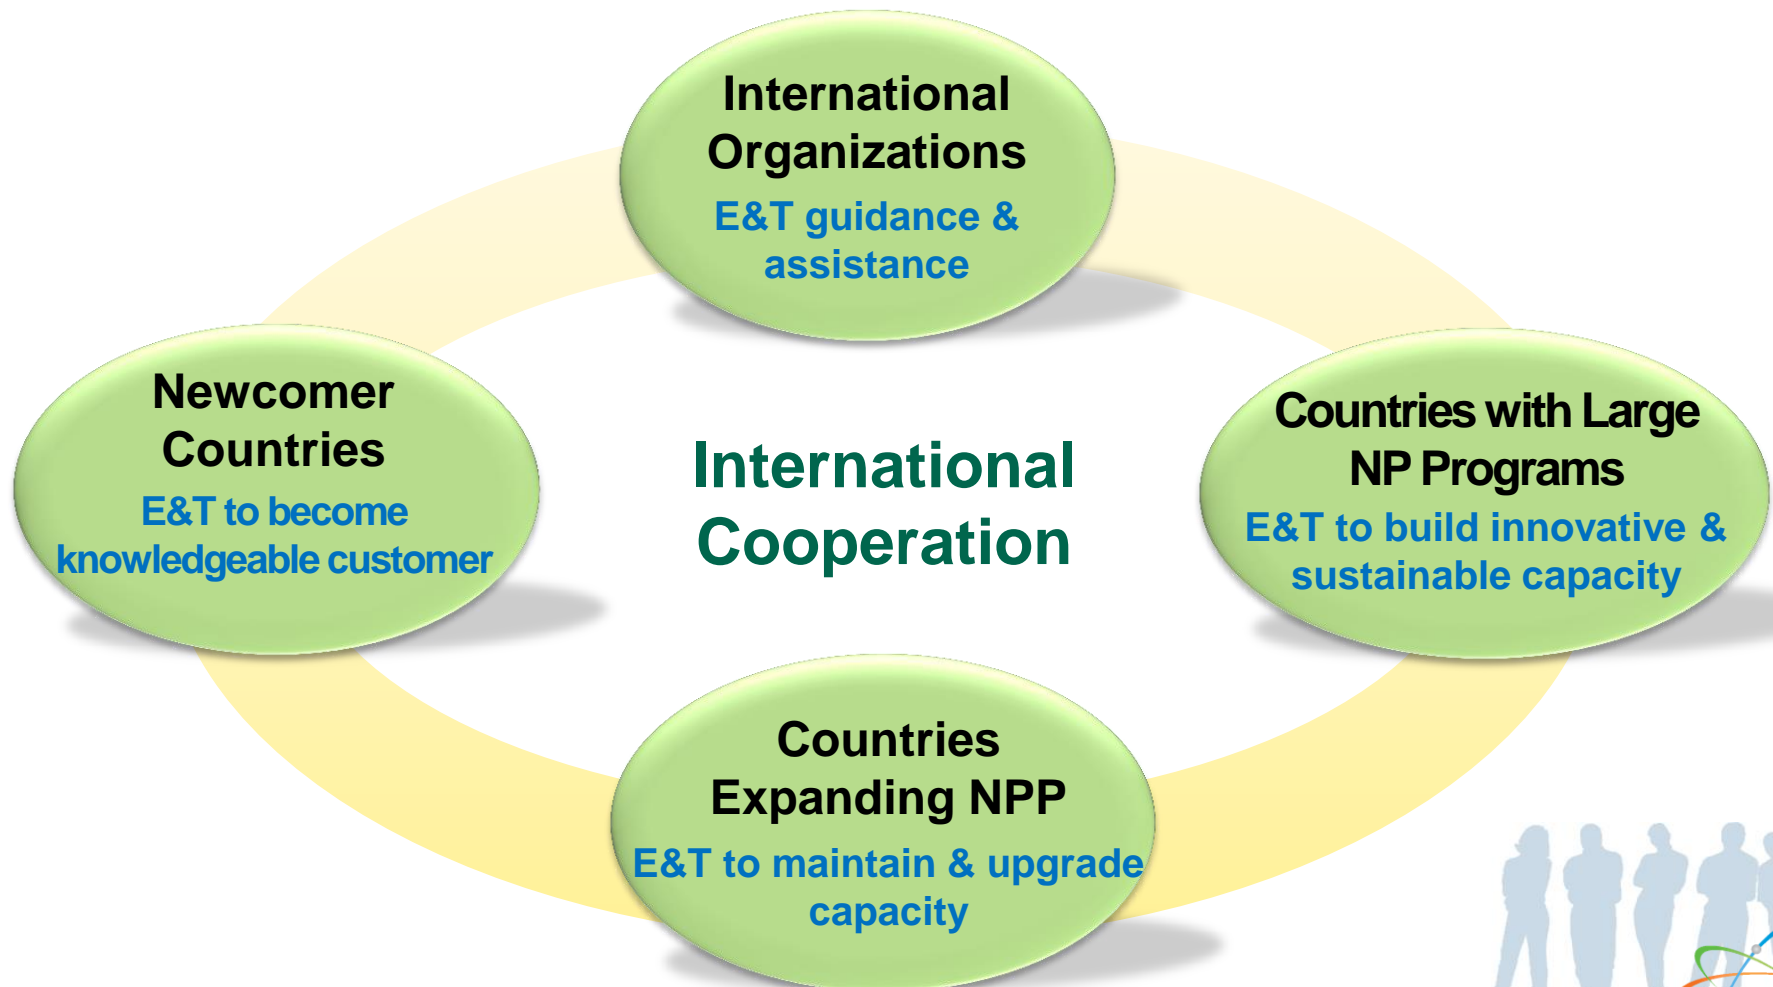 International
Organizations
E&T guidance &
assistance
Newcomer
Countries
E&T to become
knowledgeable customer
International
Cooperation
Countries with Large
NP Programs
E&T to build innovative &
sustainable capacity
Countries
Expanding NPP
E&T to maintain & upgrade
capacity